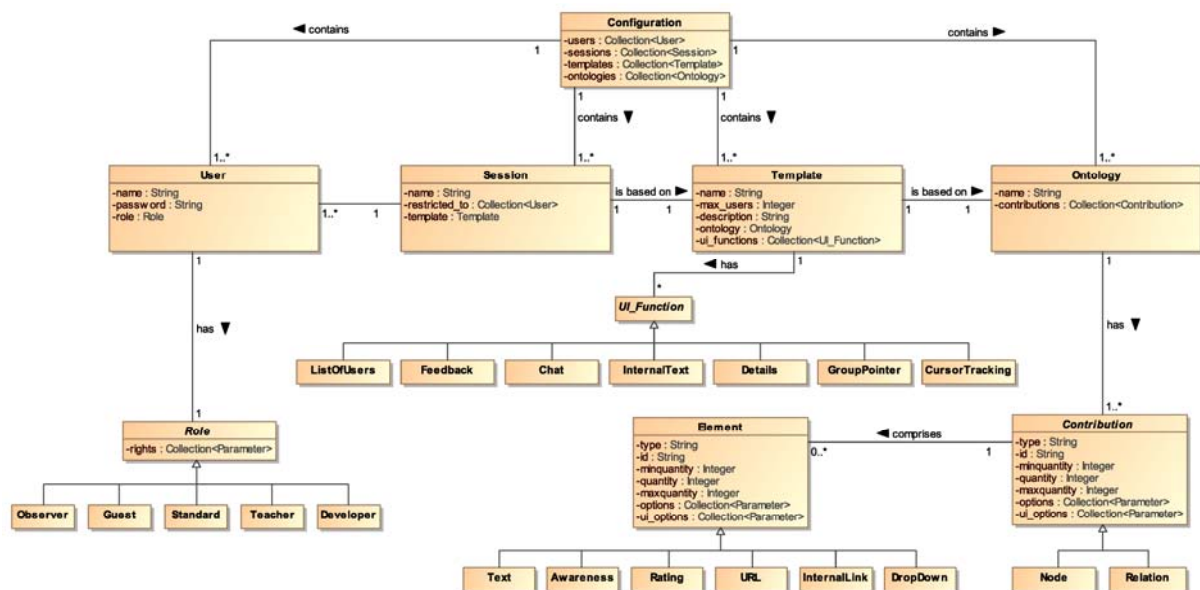 Configuration
-users : Collection<User>
-sessions : Collection<Session>
-templates : Collection<Template>
-ontologies : Collection<Ontology>
◄ contains
1
1..*
1
contains ►
1..*
1
contains ▼
1..*
1
contains ▼
1..*
User
-name : String
-password : String
-role : Role
1..*
1
Session
-name : String
-restricted_to : Collection<User>
-template : Template
is based on ►
1
1
Template
-name : String
-max_users : Integer
-description : String
-ontology : Ontology
-ui_functions : Collection<UI_Function>
is based on ►
1
1
Ontology
-name : String
-contributions : Collection<Contribution>
1
has ▼
1
1
◄ has
*
UI_Function
ListOfUsers
Feedback
Chat
InternalText
Details
GroupPointer
CursorTracking
1
has ▼
1..*
Role
-rights : Collection<Parameter>
Observer
Guest
Standard
Teacher
Developer
Element
-type : String
-id : String
-minquantity : Integer
-quantity : Integer
-maxquantity : Integer
-options : Collection<Parameter>
-ui_options : Collection<Parameter>
◄ comprises
0..*
1
Contribution
-type : String
-id : String
-minquantity : Integer
-quantity : Integer
-maxquantity : Integer
-options : Collection<Parameter>
-ui_options : Collection<Parameter>
Text
Awareness
Rating
URL
InternalLink
DropDown
Node
Relation